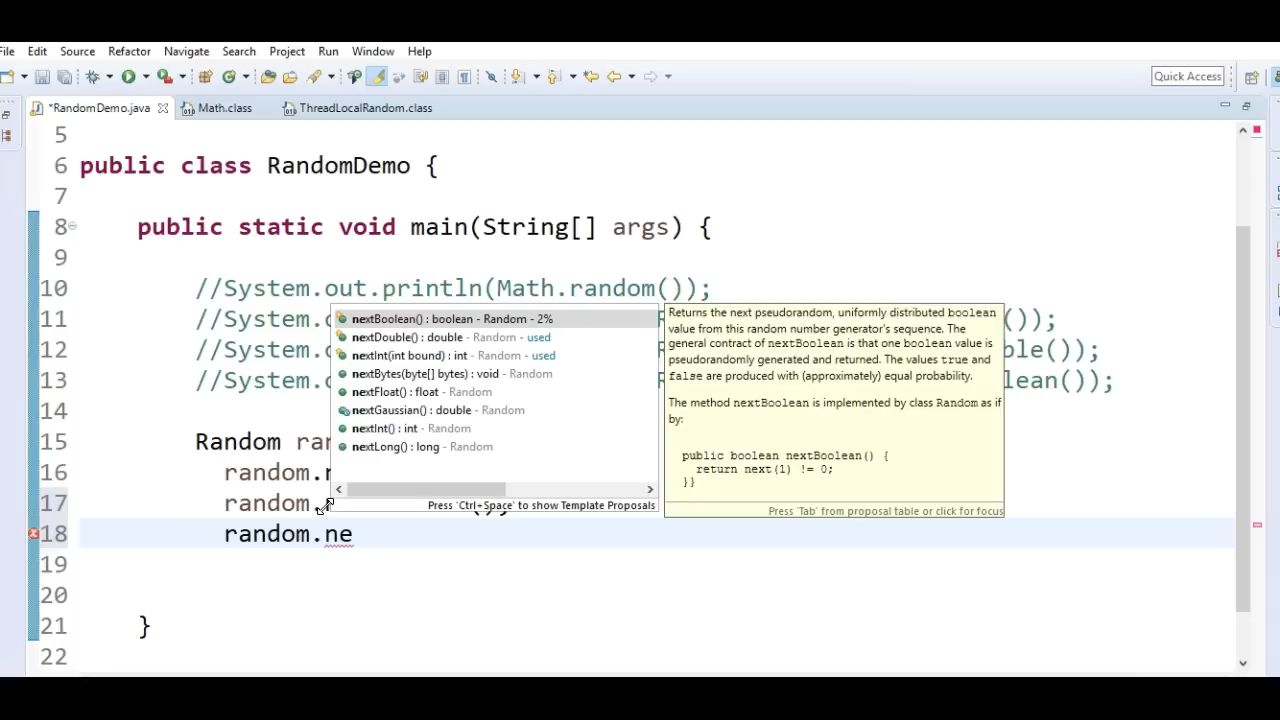 File Edit Source Refactor Navigate Search Project Run Window Help
Quick Access
*RandomDemo.java Math.class ThreadLocalRandom.class
5
6 public class RandomDemo {
7
8 public static void main(String[] args) {
9
10 //System.out.println(Math.random());
11 //System.o ());
12 //System.o ble());
13 //System.o lean());
14
15 Random ran
16 random.n
17 random. ();
18 random.ne
19
20
21 }
22
nextBoolean() : boolean - Random - 2%
nextDouble() : double - Random - used
nextInt(int bound) : int - Random - used
nextBytes(byte[] bytes) : void - Random
nextFloat() : float - Random
nextGaussian() : double - Random
nextInt() : int - Random
nextLong() : long - Random
Press 'Ctrl+Space' to show Template Proposals
Returns the next pseudorandom, uniformly distributed boolean
value from this random number generator's sequence. The
general contract of nextBoolean is that one boolean value is
pseudorandomly generated and returned. The values true and
false are produced with (approximately) equal probability.
The method nextBoolean is implemented by class Random as if
by:
public boolean nextBoolean() {
return next(1) != 0;
}}
Press 'Tab' from proposal table or click for focus